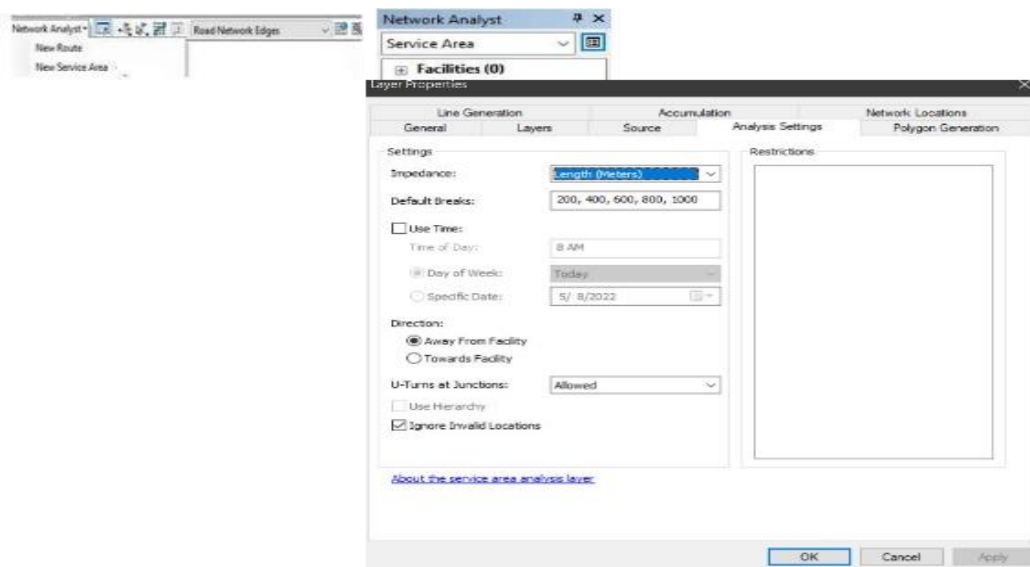 Network Analyst
Road Network Edges
New Route
New Service Area
Network Analyst
Service Area
Facilities (0)
Layer Properties
Line Generation
Accumulation
Network Locations
General
Layers
Source
Analysis Settings
Polygon Generation
Settings
Restrictions
Impedance:
Length (Meters)
Default Breaks:
200, 400, 600, 800, 1000
Use Time:
Time of Day:
8 AM
Day of Week:
Today
Specific Date:
5/ 8/2022
Direction:
Away From Facility
Towards Facility
U-Turns at Junctions:
Allowed
Use Hierarchy
Ignore Invalid Locations
About the service area analysis layer
OK
Cancel
Apply